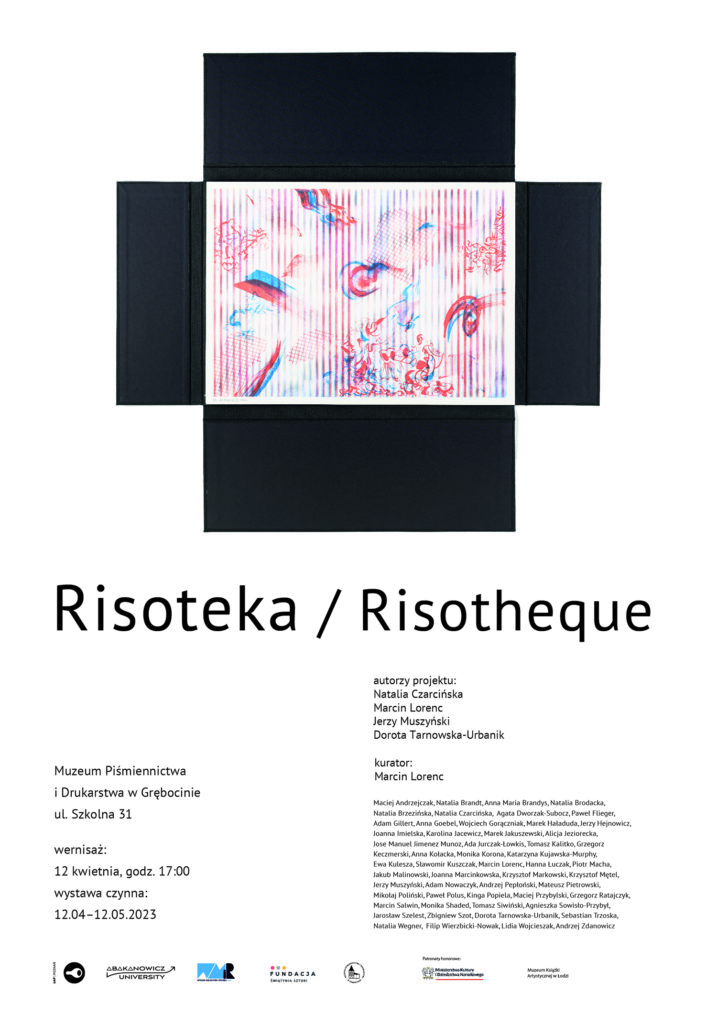 Risoteka / Risotheque
autorzy projektu:
Natalia Czarcińska
Marcin Lorenc
Jerzy Muszyński
Dorota Tarnowska-Urbanik
kurator:
Marcin Lorenc
Muzeum Piśmiennictwa
i Drukarstwa w Grębocinie
ul. Szkolna 31
wernisaż:
12 kwietnia, godz. 17:00
wystawa czynna:
12.04–12.05.2023
Maciej Andrzejczak, Natalia Brandt, Anna Maria Brandys, Natalia Brodacka,
Natalia Brzezińska, Natalia Czarcińska, Agata Dworzak-Subocz, Paweł Flieger,
Adam Gillert, Anna Goebel, Wojciech Gorączniak, Marek Haładuda, Jerzy Hejnowicz,
Joanna Imielska, Karolina Jacewicz, Marek Jakuszewski, Alicja Jeziorecka,
Jose Manuel Jimenez Munoz, Ada Jurczak-Łowkis, Tomasz Kalitko, Grzegorz
Keczmerski, Anna Kołacka, Monika Korona, Katarzyna Kujawska-Murphy,
Ewa Kulesza, Sławomir Kuszczak, Marcin Lorenc, Hanna Łuczak, Piotr Macha,
Jakub Malinowski, Joanna Marcinkowska, Krzysztof Markowski, Krzysztof Mętel,
Jerzy Muszyński, Adam Nowaczyk, Andrzej Pepłoński, Mateusz Pietrowski,
Mikołaj Poliński, Paweł Polus, Kinga Popiela, Maciej Przybylski, Grzegorz Ratajczyk,
Marcin Salwin, Monika Shaded, Tomasz Siwiński, Agnieszka Sowisło-Przybył,
Jarosław Szelest, Zbigniew Szot, Dorota Tarnowska-Urbanik, Sebastian Trzoska,
Natalia Wegner, Filip Wierzbicki-Nowak, Lidia Wojcieszak, Andrzej Zdanowicz
ABAKANOWICZ
UNIVERSITY
FUNDACJA
ŚWIĄTYNIA SZTUKI
Patronaty honorowe:
Ministerstwo Kultury
i Dziedzictwa Narodowego
Muzeum Książki
Artystycznej w Łodzi